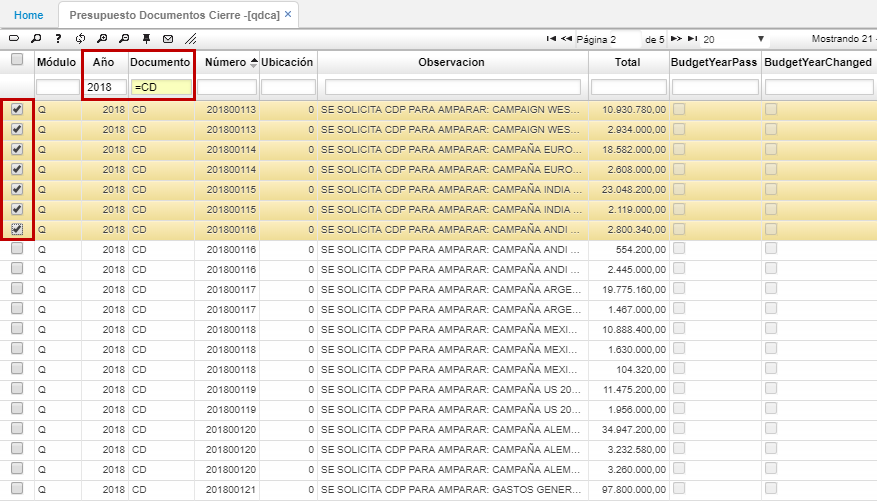 Home Presupuesto Documentos Cierre -[qdca] ×
Página 2 de 5 20 Mostrando 21 -
Módulo Año Documento Número Ubicación Observacion Total BudgetYearPass BudgetYearChanged
2018 =CD
Q 2018 CD 201800113 0 SE SOLICITA CDP PARA AMPARAR: CAMPAIGN WES... 10.930.780,00
Q 2018 CD 201800113 0 SE SOLICITA CDP PARA AMPARAR: CAMPAIGN WES... 2.934.000,00
Q 2018 CD 201800114 0 SE SOLICITA CDP PARA AMPARAR: CAMPAÑA EURO... 18.582.000,00
Q 2018 CD 201800114 0 SE SOLICITA CDP PARA AMPARAR: CAMPAÑA EURO... 2.608.000,00
Q 2018 CD 201800115 0 SE SOLICITA CDP PARA AMPARAR: CAMPAÑA INDIA ... 23.048.200,00
Q 2018 CD 201800115 0 SE SOLICITA CDP PARA AMPARAR: CAMPAÑA INDIA ... 2.119.000,00
Q 2018 CD 201800116 0 SE SOLICITA CDP PARA AMPARAR: CAMPAÑA ANDI ... 2.800.340,00
Q 2018 CD 201800116 0 SE SOLICITA CDP PARA AMPARAR: CAMPAÑA ANDI ... 554.200,00
Q 2018 CD 201800116 0 SE SOLICITA CDP PARA AMPARAR: CAMPAÑA ANDI ... 2.445.000,00
Q 2018 CD 201800117 0 SE SOLICITA CDP PARA AMPARAR: CAMPAÑA ARGE... 19.775.160,00
Q 2018 CD 201800117 0 SE SOLICITA CDP PARA AMPARAR: CAMPAÑA ARGE... 1.467.000,00
Q 2018 CD 201800118 0 SE SOLICITA CDP PARA AMPARAR: CAMPAÑA MEXI... 10.888.400,00
Q 2018 CD 201800118 0 SE SOLICITA CDP PARA AMPARAR: CAMPAÑA MEXI... 1.630.000,00
Q 2018 CD 201800118 0 SE SOLICITA CDP PARA AMPARAR: CAMPAÑA MEXI... 104.320,00
Q 2018 CD 201800119 0 SE SOLICITA CDP PARA AMPARAR: CAMPAÑA US 20... 11.475.200,00
Q 2018 CD 201800119 0 SE SOLICITA CDP PARA AMPARAR: CAMPAÑA US 20... 1.956.000,00
Q 2018 CD 201800120 0 SE SOLICITA CDP PARA AMPARAR: CAMPAÑA ALEM... 34.947.200,00
Q 2018 CD 201800120 0 SE SOLICITA CDP PARA AMPARAR: CAMPAÑA ALEM... 3.232.580,00
Q 2018 CD 201800120 0 SE SOLICITA CDP PARA AMPARAR: CAMPAÑA ALEM... 3.260.000,00
Q 2018 CD 201800121 0 SE SOLICITA CDP PARA AMPARAR: GASTOS GENER... 97.800.000,00